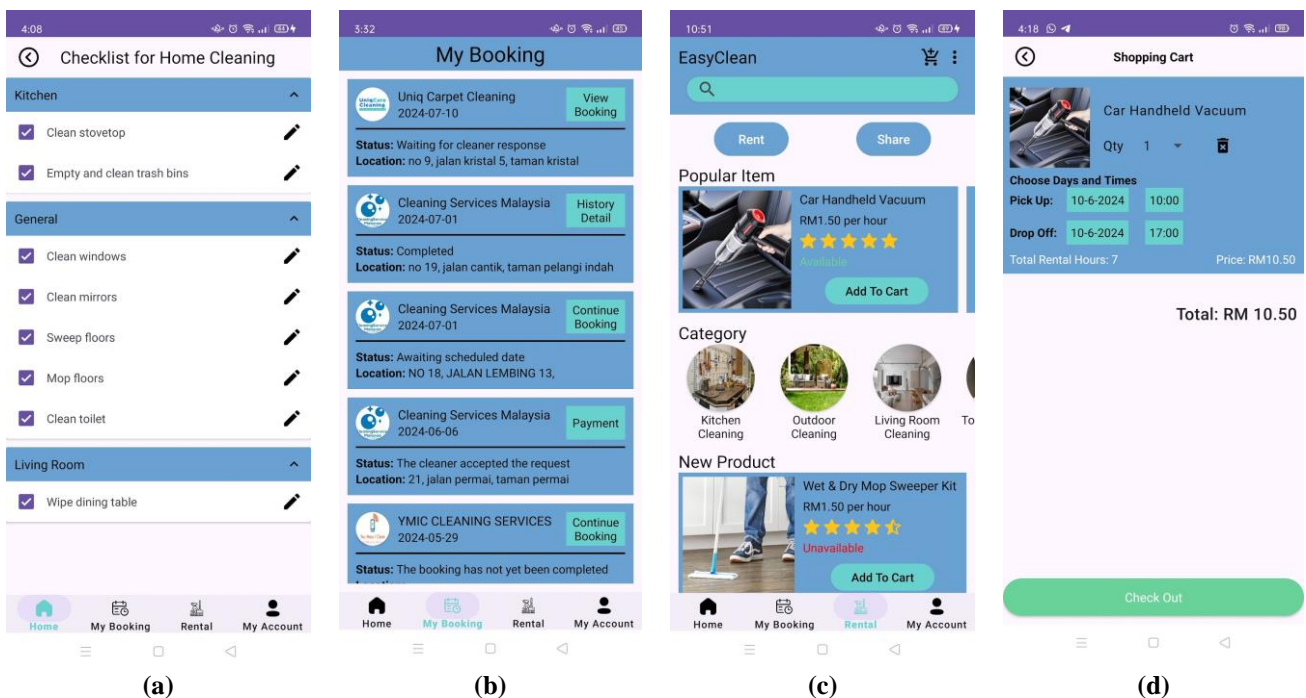 4:08
Checklist for Home Cleaning
Kitchen
Clean stovetop
Empty and clean trash bins
General
Clean windows
Clean mirrors
Sweep floors
Mop floors
Clean toilet
Living Room
Wipe dining table
Home
My Booking
Rental
My Account
(a)
3:32
My Booking
Uniq Carpet Cleaning
2024-07-10
View
Booking
Status: Waiting for cleaner response
Location: no 9, jalan kristal 5, taman kristal
Cleaning Services Malaysia
2024-07-01
History
Detail
Status: Completed
Location: no 19, jalan cantik, taman pelangi indah
Cleaning Services Malaysia
2024-07-01
Continue
Booking
Status: Awaiting scheduled date
Location: NO 18, JALAN LEMBING 13,
Cleaning Services Malaysia
2024-06-06
Payment
Status: The cleaner accepted the request
Location: 21, jalan permai, taman permai
YMIC CLEANING SERVICES
2024-05-29
Continue
Booking
Status: The booking has not yet been completed
Home
My Booking
Rental
My Account
(b)
10:51
EasyClean
Rent
Share
Popular Item
Car Handheld Vacuum
RM1.50 per hour
Available
Add To Cart
Category
Kitchen
Cleaning
Outdoor
Cleaning
Living Room
Cleaning
To
New Product
Wet & Dry Mop Sweeper Kit
RM1.50 per hour
Unavailable
Add To Cart
Home
My Booking
Rental
My Account
(c)
4:18
Shopping Cart
Car Handheld Vacuum
Qty 1
Choose Days and Times
Pick Up: 10-6-2024 10:00
Drop Off: 10-6-2024 17:00
Total Rental Hours: 7 Price: RM10.50
Total: RM 10.50
Check Out
(d)